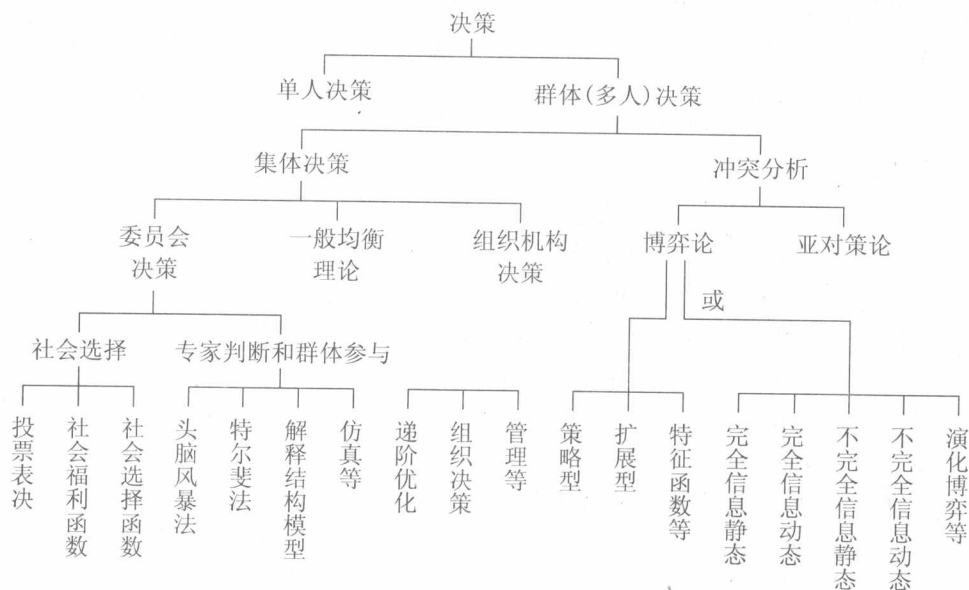 决策
单人决策
群体(多人)决策
集体决策
冲突分析
委员会
决策
一般均衡
理论
组织机构
决策
博弈论
亚对策论
或
社会选择
专家判断和群体参与
投票表决
社会福利函数
社会选择函数
头脑风暴法
特尔斐法
解释结构模型
仿真等
递阶优化
组织决策
管理等
策略型
扩展型
特征函数等
完全信息静态
完全信息动态
不完全信息静态
不完全信息动态
演化博弈等